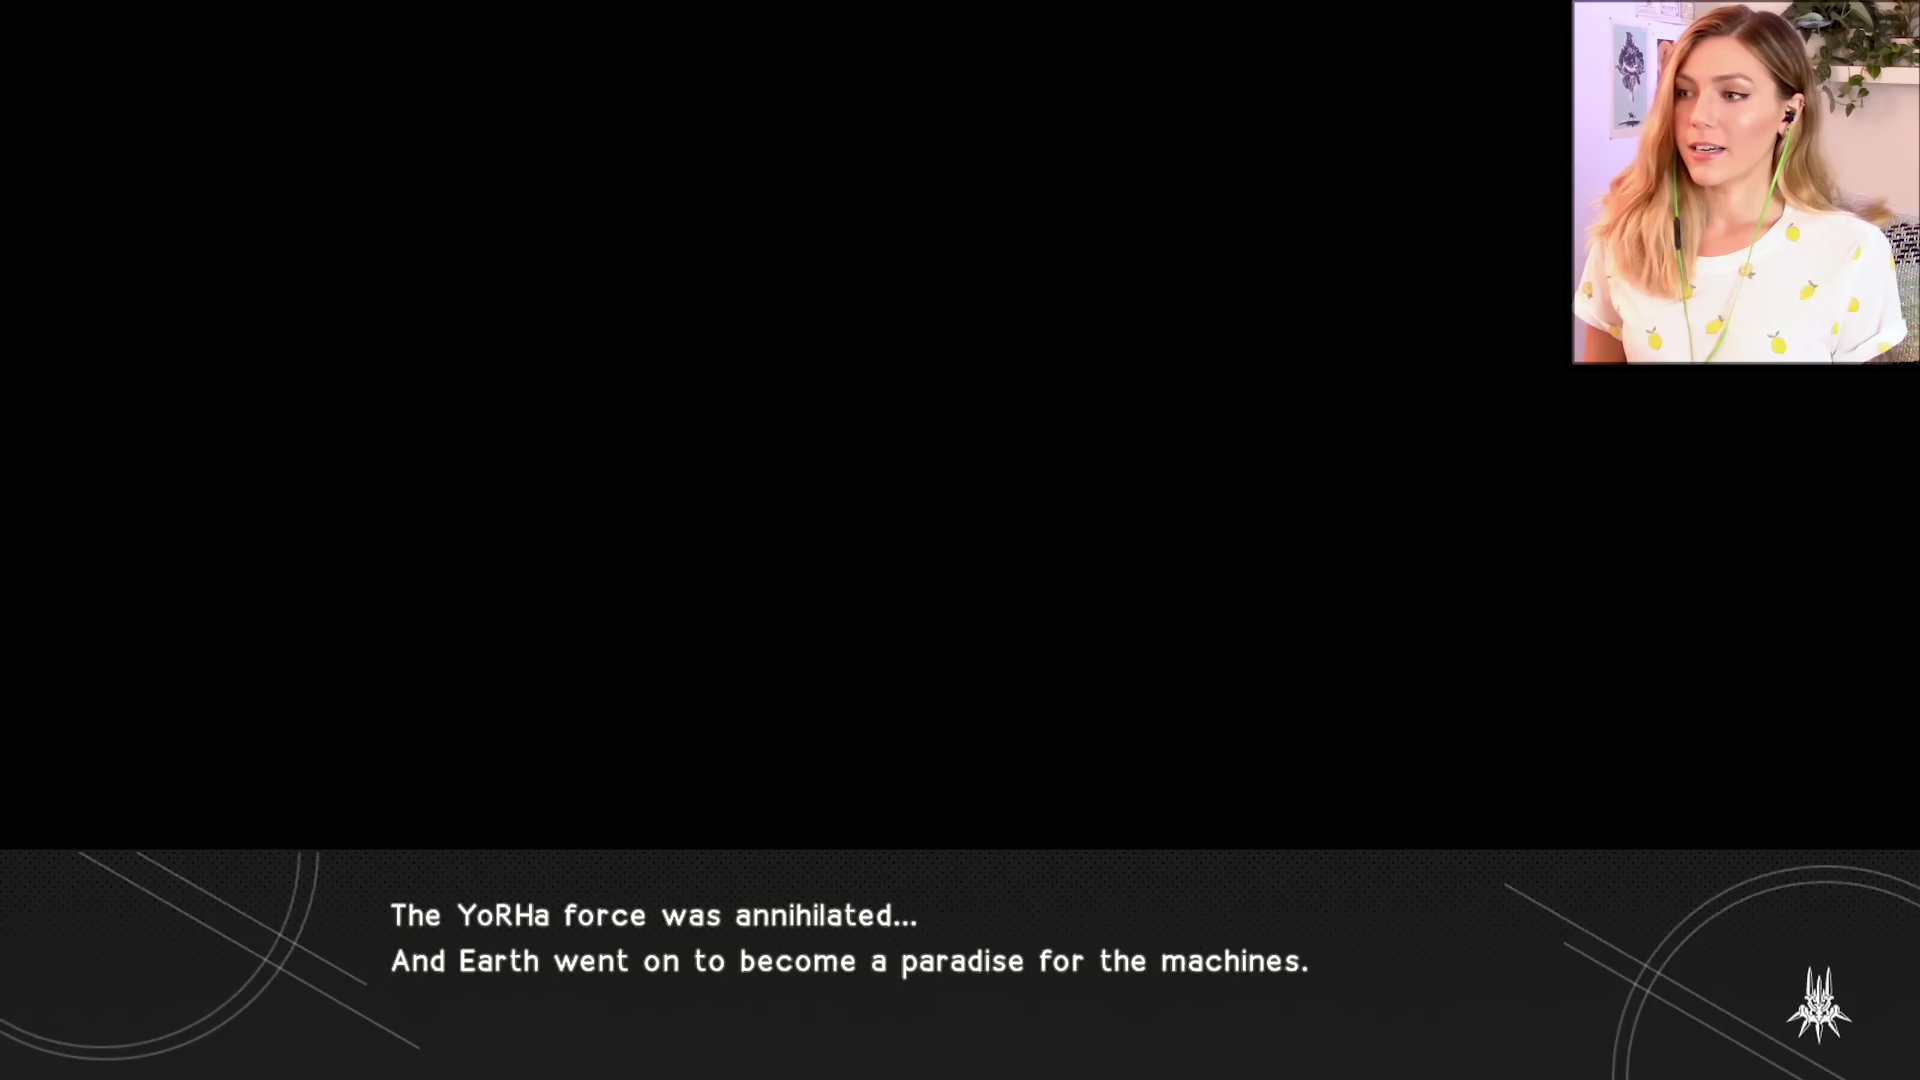 The YoRHa force was annihilated...
And Earth went on to become a paradise for the machines.